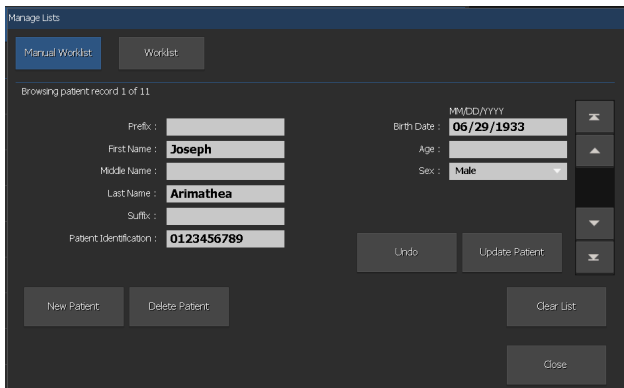 Manage Lists
Manual Worklist Worklist
Browsing patient record 1 of 11
MM/DD/YYYY
Prefix : Birth Date : 06/29/1933
First Name : Joseph Age :
Middle Name : Sex : Male
Last Name : Arimathea
Suffix :
Patient Identification : 0123456789
Undo Update Patient
New Patient Delete Patient Clear List
Close